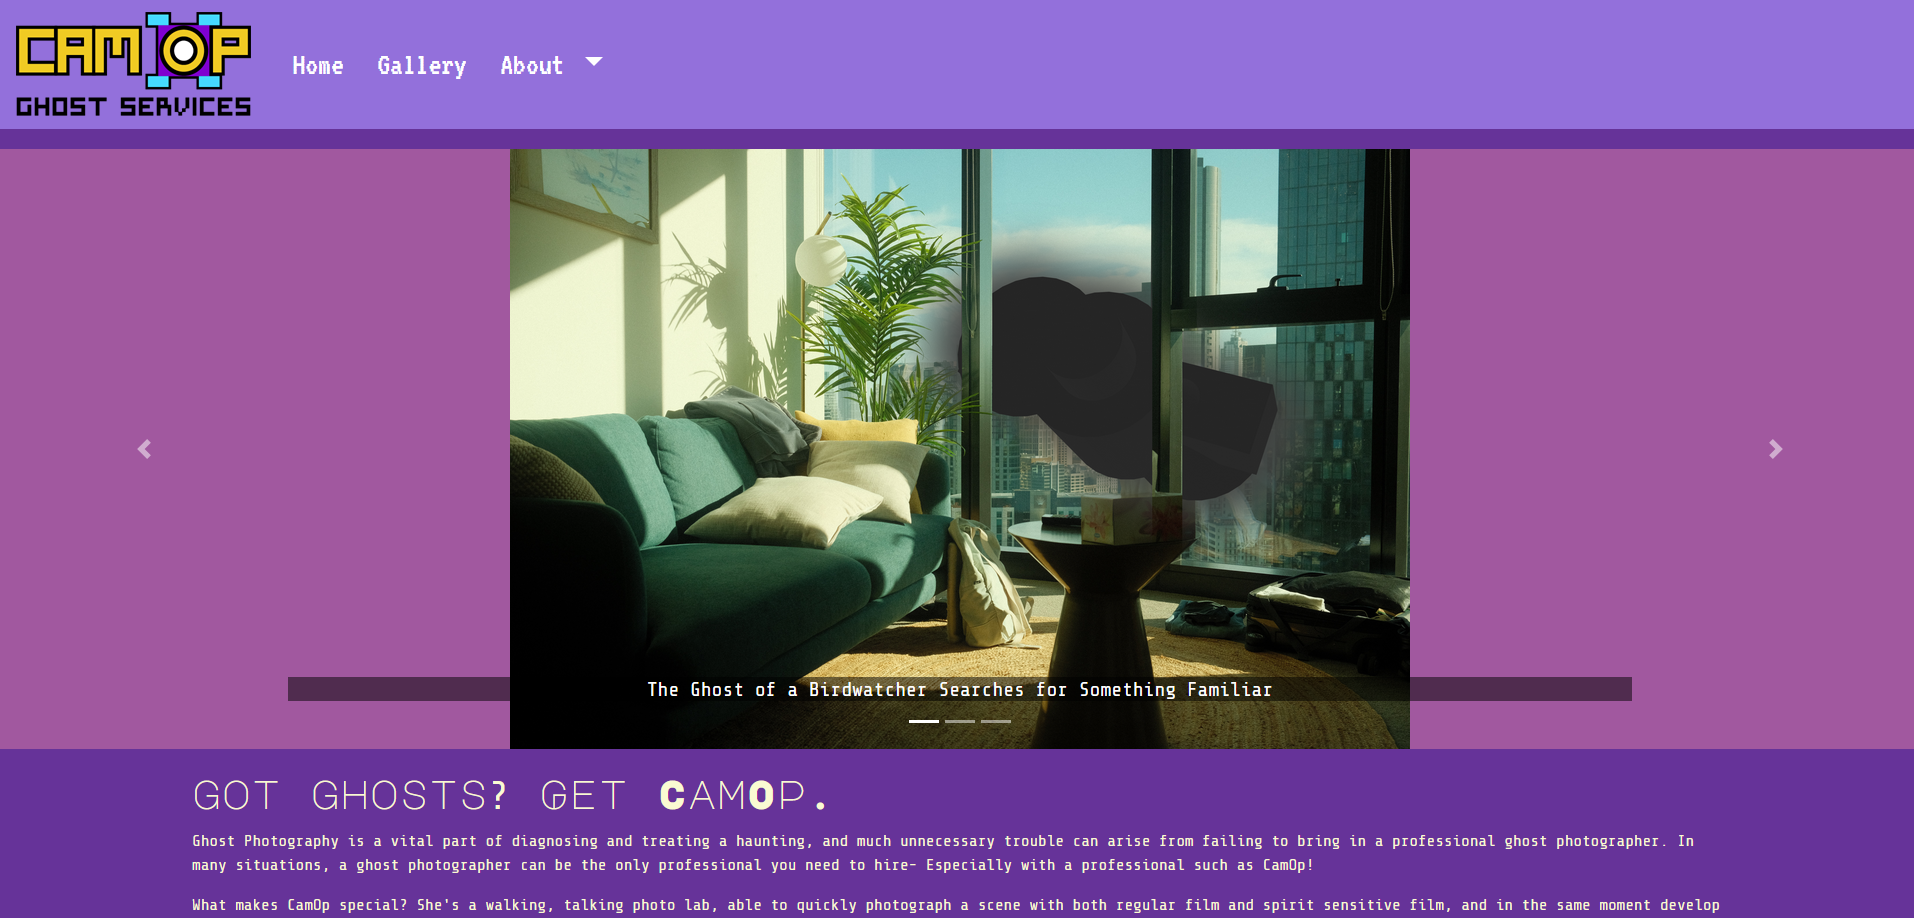 CAMOP
GHOST SERVICES
Home Gallery About
The Ghost of a Birdwatcher Searches for Something Familiar
GOT GHOSTS? GET CAMOP.
Ghost Photography is a vital part of diagnosing and treating a haunting, and much unnecessary trouble can arise from failing to bring in a professional ghost photographer. In
many situations, a ghost photographer can be the only professional you need to hire- Especially with a professional such as CamOp!
What makes CamOp special? She's a walking, talking photo lab, able to quickly photograph a scene with both regular film and spirit sensitive film, and in the same moment develop